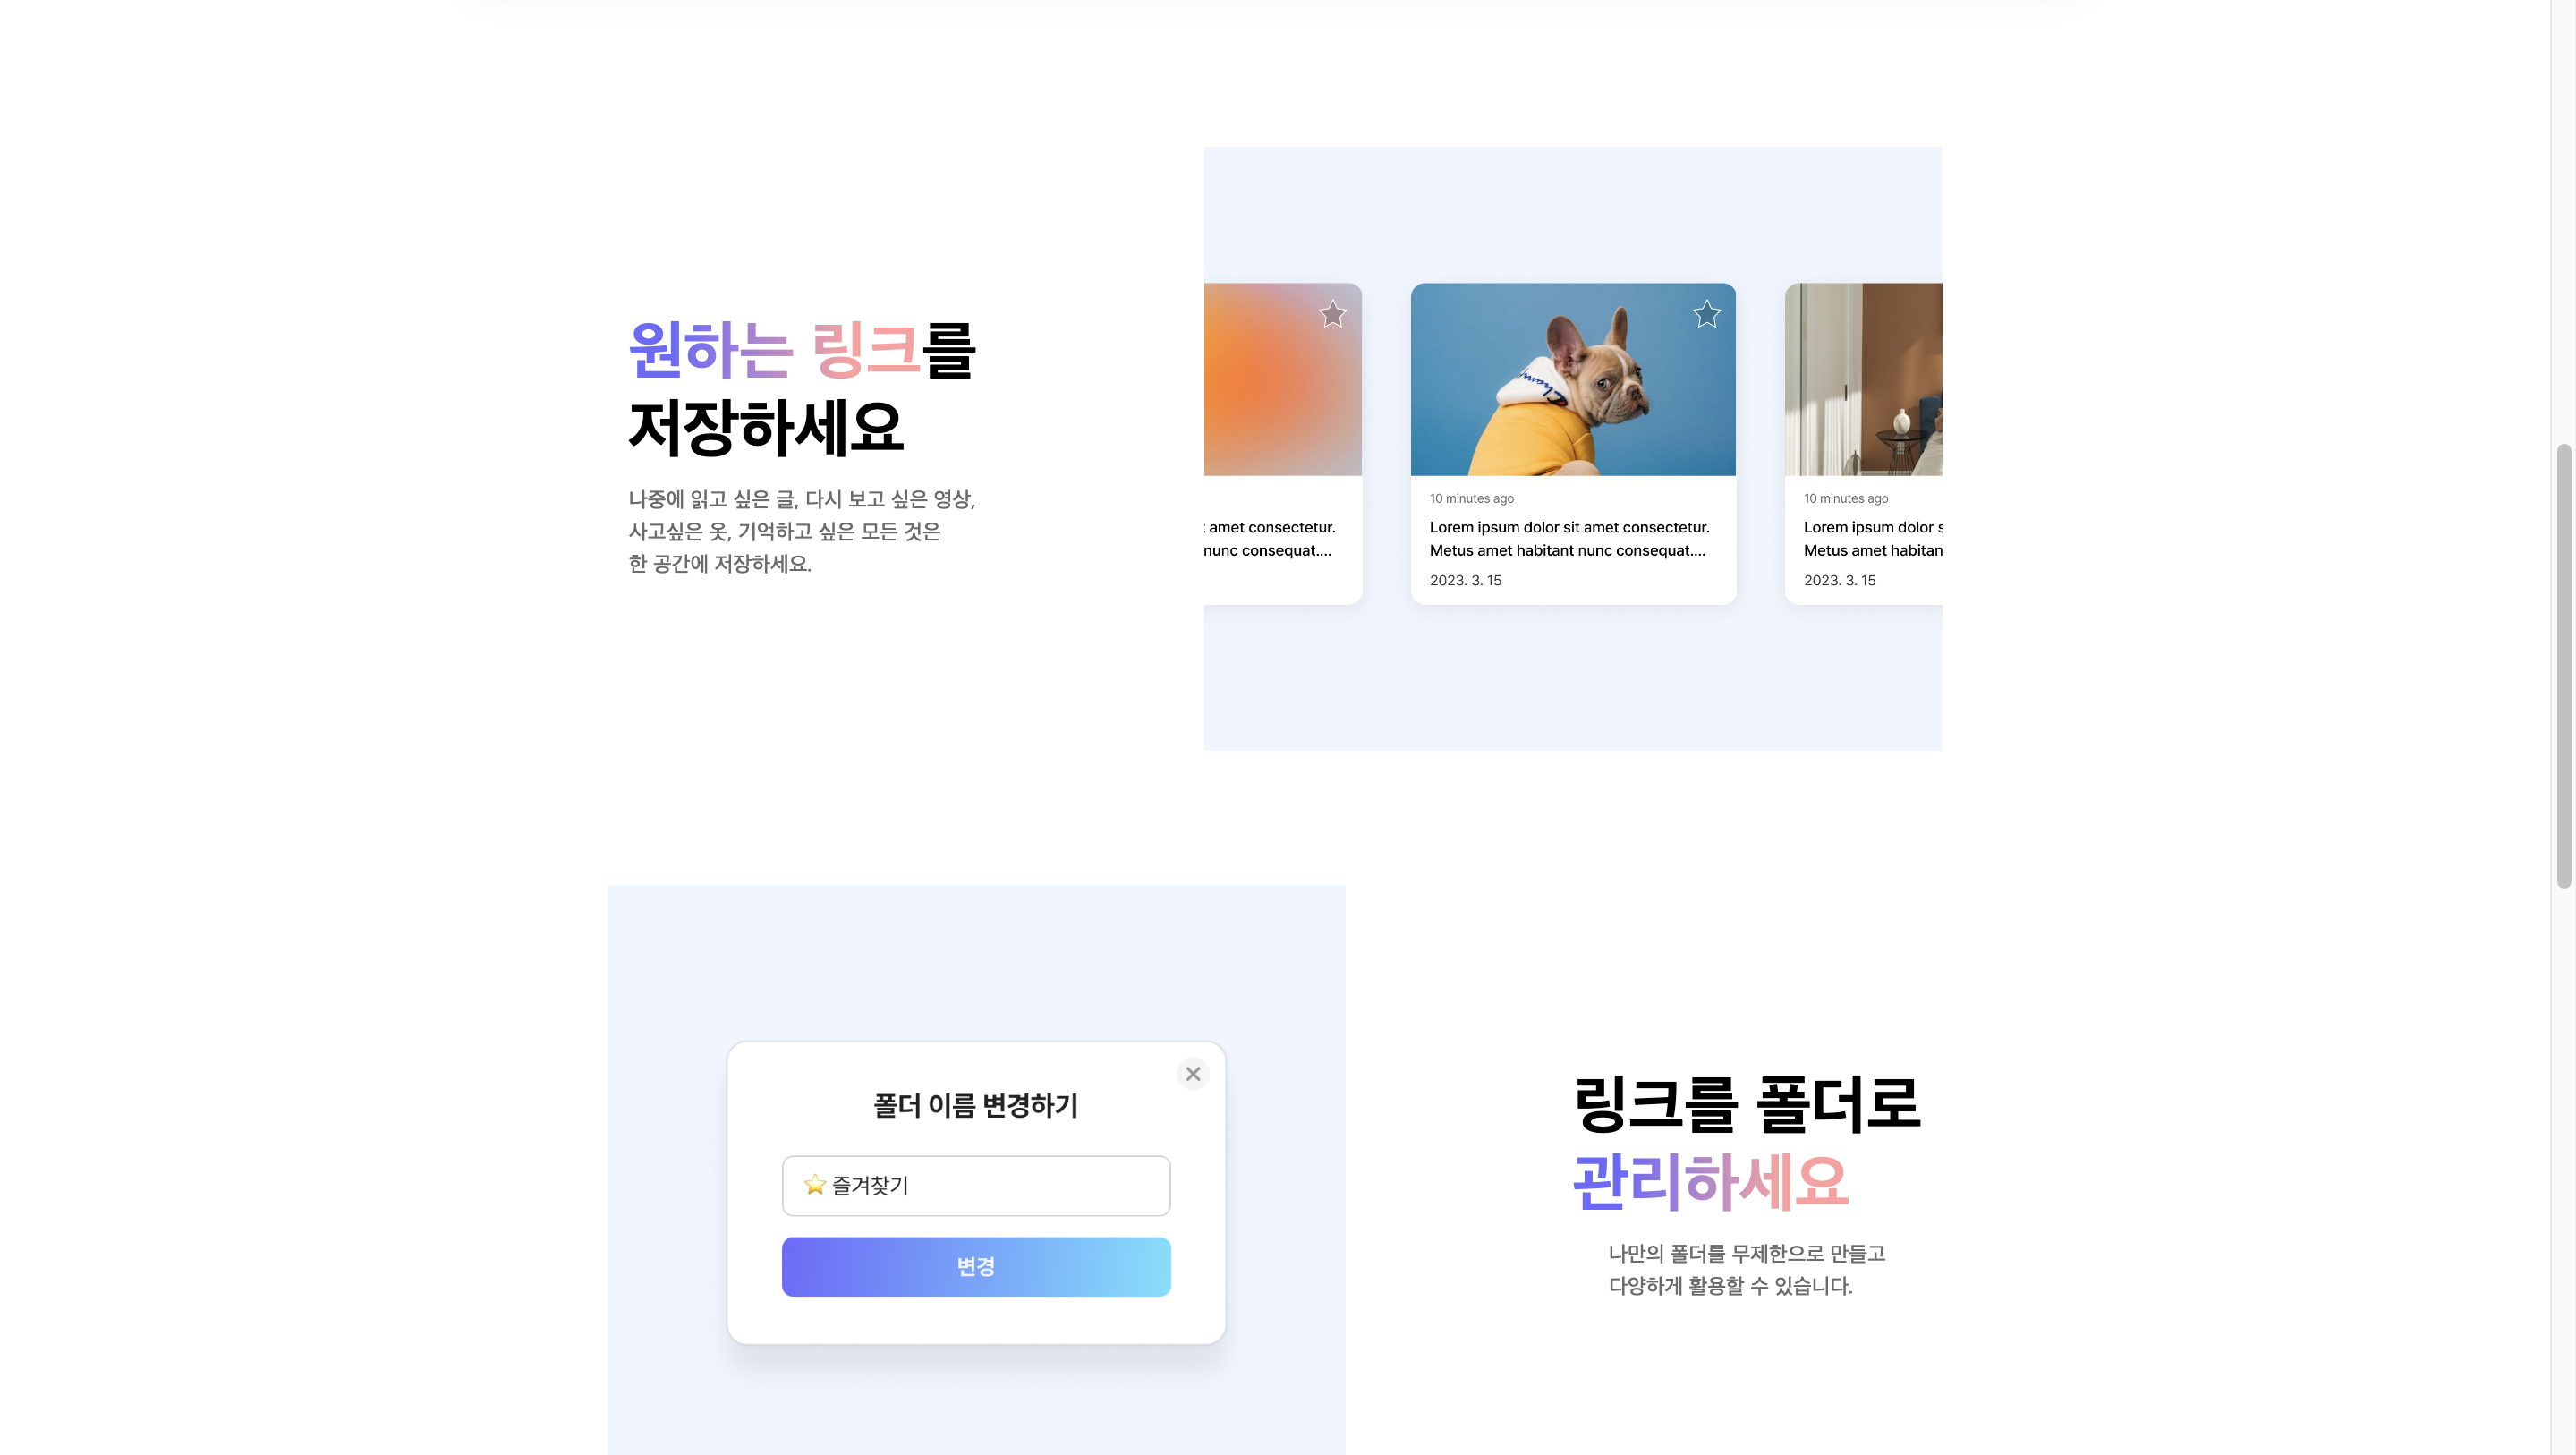 원하는 링크를
저장하세요
나중에 읽고 싶은 글, 다시 보고 싶은 영상,
사고싶은 옷, 기억하고 싶은 모든 것은
한 공간에 저장하세요.
amet consectetur.
nunc consequat....
Champion
10 minutes ago
Lorem ipsum dolor sit amet consectetur.
Metus amet habitant nunc consequat....
2023. 3. 15
10 minutes ago
Lorem ipsum dolor s
Metus amet habitan
2023. 3. 15
폴더 이름 변경하기
⭐ 즐겨찾기
변경
링크를 폴더로
관리하세요
나만의 폴더를 무제한으로 만들고
다양하게 활용할 수 있습니다.